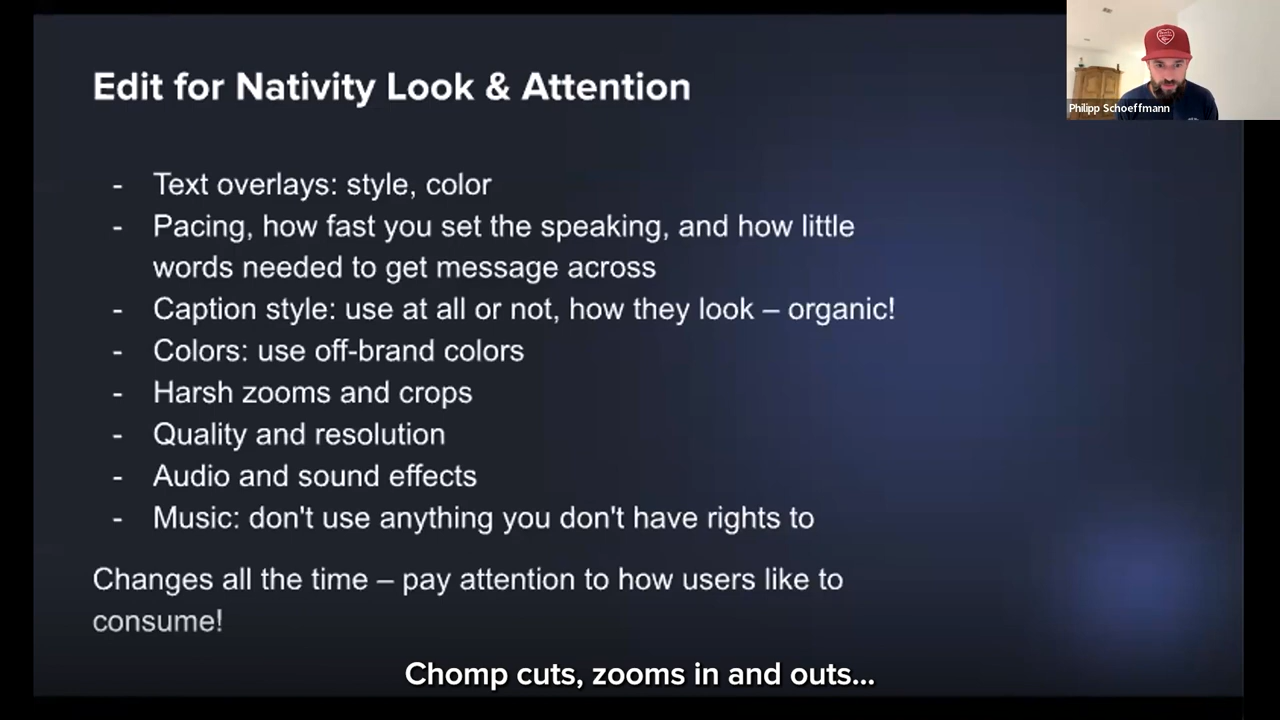 Edit for Nativity Look & Attention
Philipp Schoeffmann
- Text overlays: style, color
- Pacing, how fast you set the speaking, and how little
words needed to get message across
- Caption style: use at all or not, how they look – organic!
- Colors: use off-brand colors
- Harsh zooms and crops
- Quality and resolution
- Audio and sound effects
- Music: don't use anything you don't have rights to
Changes all the time – pay attention to how users like to
consume!
Chomp cuts, zooms in and outs...